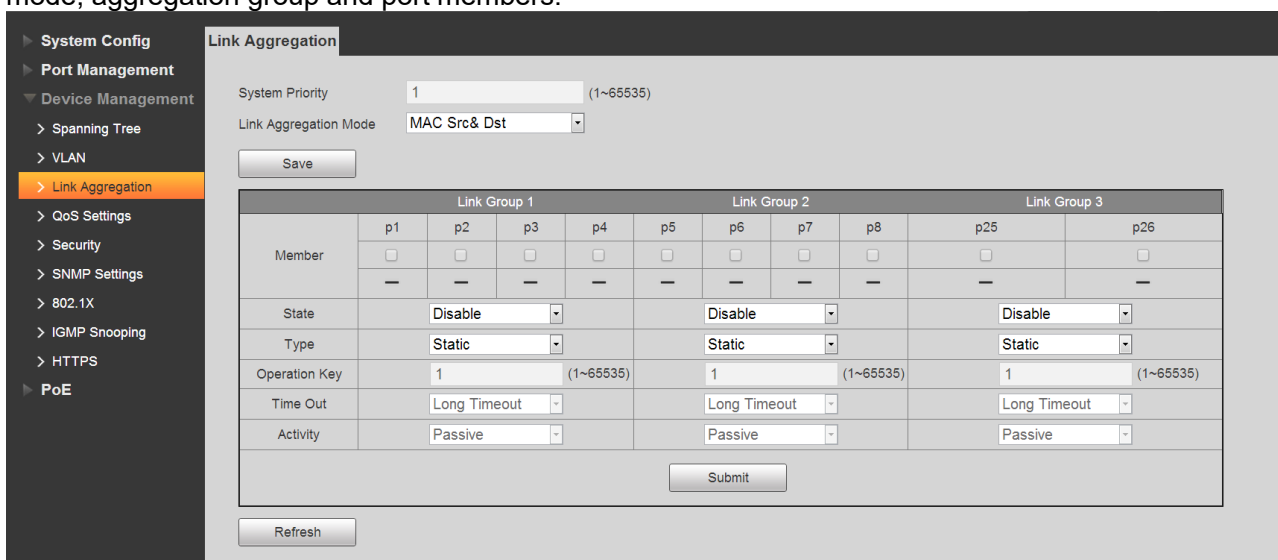 mode, aggregation group and port members.
System Config
Port Management
Device Management
Spanning Tree
VLAN
Link Aggregation
QoS Settings
Security
SNMP Settings
802.1X
IGMP Snooping
HTTPS
PoE
Link Aggregation
System Priority 1 (1~65535)
Link Aggregation Mode MAC Src& Dst
Save
Link Group 1 Link Group 2 Link Group 3
p1 p2 p3 p4 p5 p6 p7 p8 p25 p26
Member
— — — — — — — — — —
State Disable Disable Disable
Type Static Static Static
Operation Key 1 (1~65535) 1 (1~65535) 1 (1~65535)
Time Out Long Timeout Long Timeout Long Timeout
Activity Passive Passive Passive
Submit
Refresh